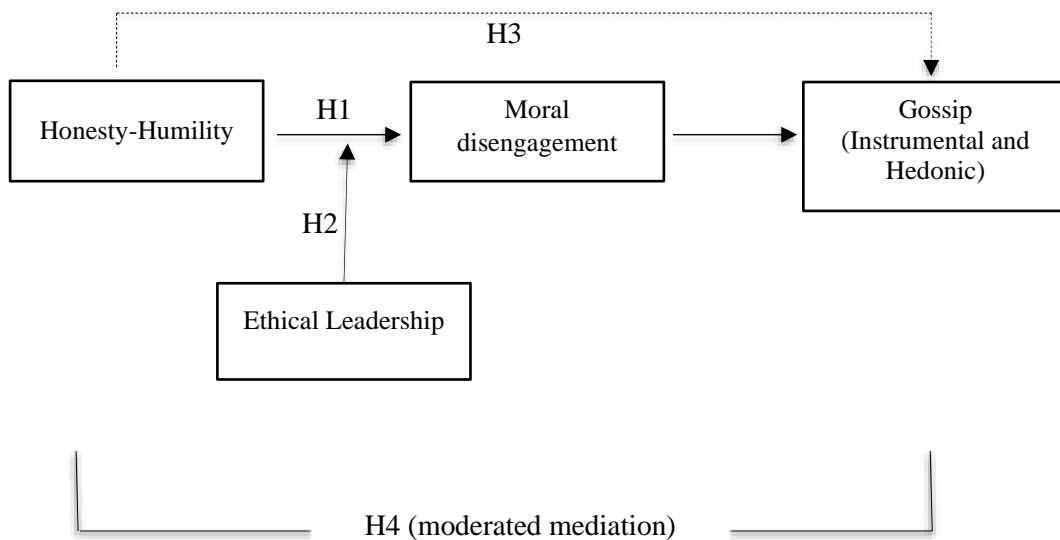 H3
Honesty-Humility
H1
Moral
disengagement
Gossip
(Instrumental and
Hedonic)
H2
Ethical Leadership
H4 (moderated mediation)